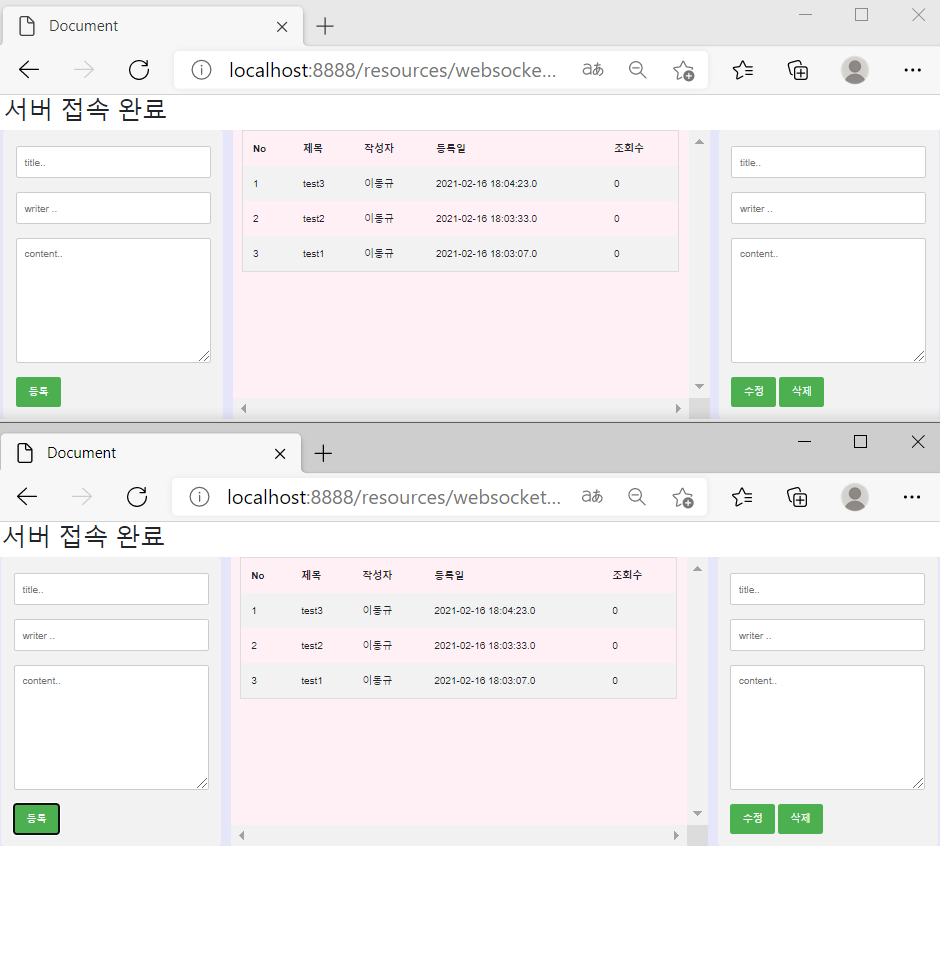 Document
localhost:8888/resources/websocke...
aあ
서버 접속 완료
title..
writer ..
content..
등록
No 제목 작성자 등록일 조회수
1 test3 이동규 2021-02-16 18:04:23.0 0
2 test2 이동규 2021-02-16 18:03:33.0 0
3 test1 이동규 2021-02-16 18:03:07.0 0
title..
writer ..
content..
수정 삭제
Document
localhost:8888/resources/websocket...
aあ
서버 접속 완료
title..
writer ..
content..
등록
No 제목 작성자 등록일 조회수
1 test3 이동규 2021-02-16 18:04:23.0 0
2 test2 이동규 2021-02-16 18:03:33.0 0
3 test1 이동규 2021-02-16 18:03:07.0 0
title..
writer ..
content..
수정 삭제